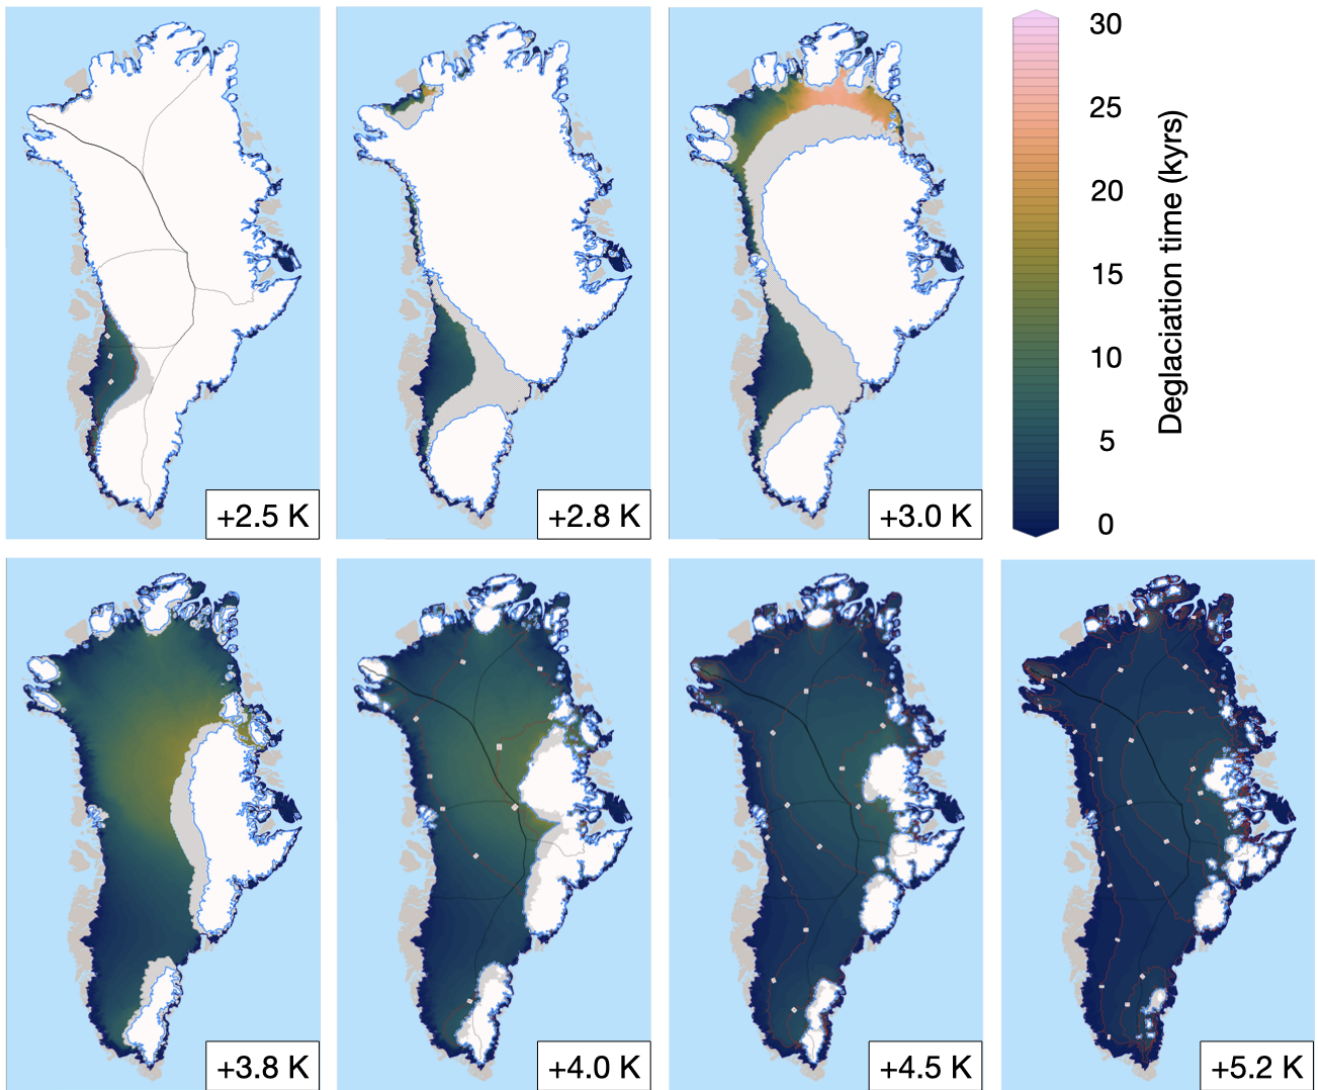 30
25
20
15
10
5
0
Deglaciation time (kyrs)
+2.5 K
+2.8 K
+3.0 K
+3.8 K
+4.0 K
+4.5 K
+5.2 K